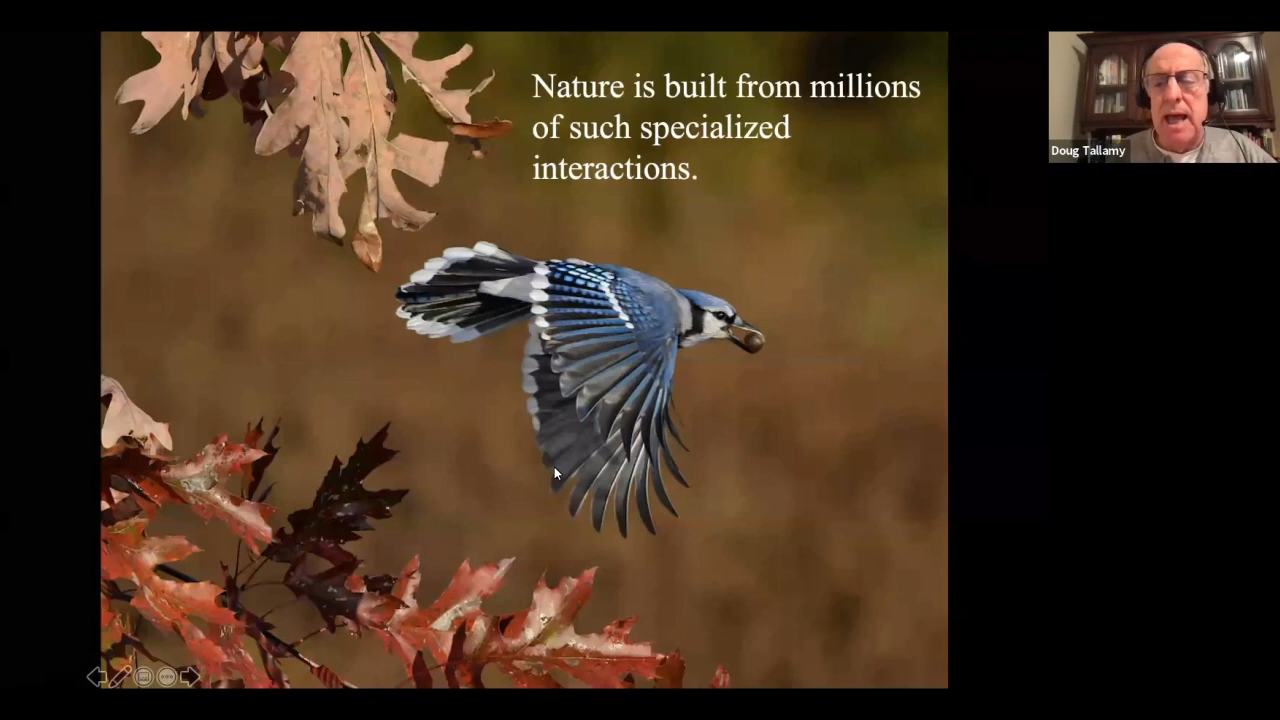 Nature is built from millions
of such specialized
interactions.
Doug Tallamy